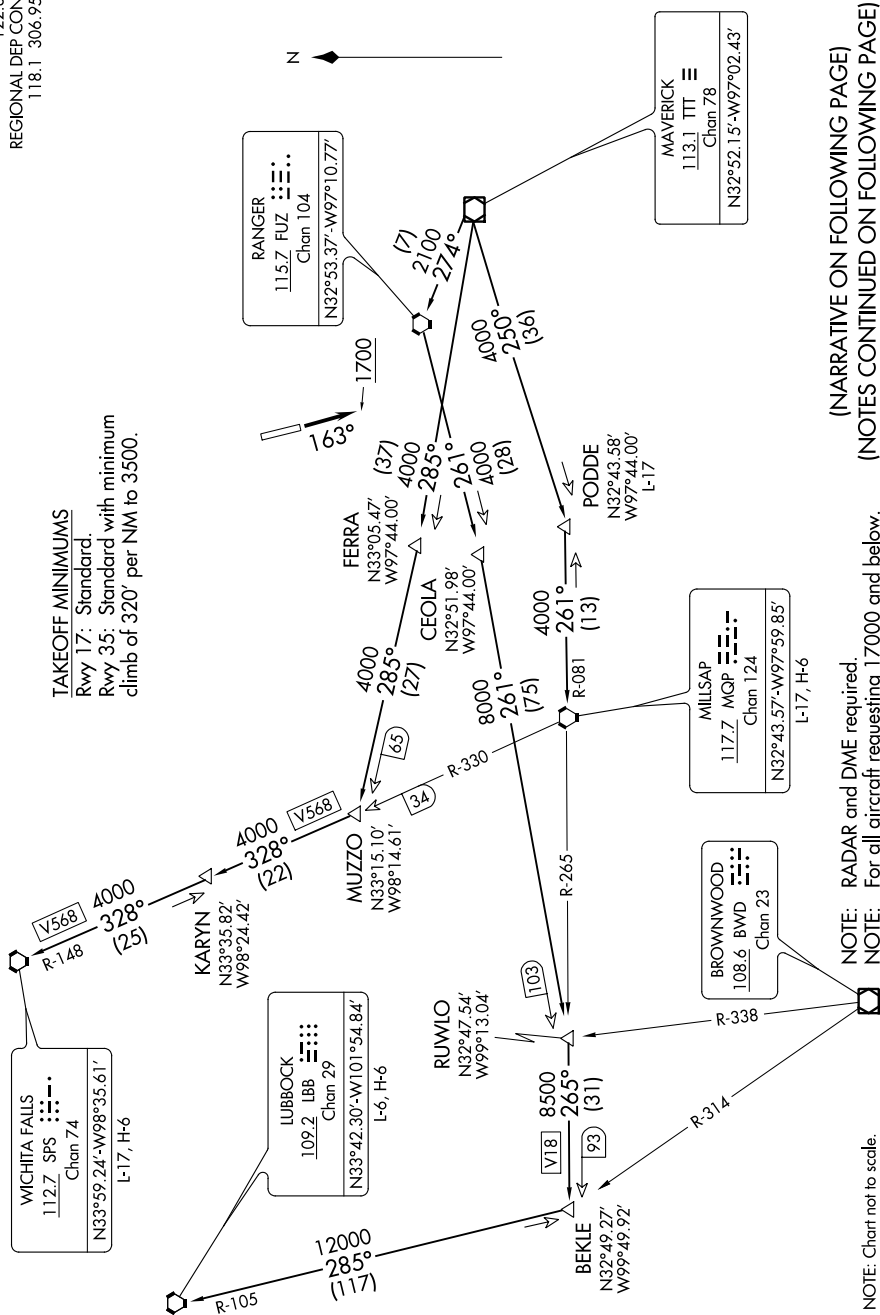 REGIONAL DEP CON
118.1 306.95
TAKEOFF MINIMUMS
Rwy 17: Standard.
Rwy 35: Standard with minimum
climb of 320' per NM to 3500.
WICHITA FALLS
112.7 SPS
Chan 74
N33°59.24'-W98°35.61'
L-17, H-6
R-148
V568
4000
328°
(25)
KARYN
N33°35.82'
W98°24.42'
4000
328°
(22)
V568
MUZZO
N33°15.10'
W98°14.61'
65
34
R-330
4000
285°
(27)
FERRA
N33°05.47'
W97°44.00'
(37)
4000
285°
163°
1700
RANGER
115.7 FUZ
Chan 104
N32°53.37'-W97°10.77'
(7)
2100
274°
N
LUBBOCK
109.2 LBB
Chan 29
N33°42.30'-W101°54.84'
L-6, H-6
R-105
12000
285°
(117)
RUWLO
N32°47.54'
W99°13.04'
103
8000
261°
(75)
CEOLA
N32°51.98'
W97°44.00'
261°
4000
(28)
4000
250°
(36)
PODDE
N32°43.58'
W97°44.00'
L-17
MAVERICK
113.1 TTT
Chan 78
N32°52.15'-W97°02.43'
BEKLE
N32°49.27'
W99°49.92'
V18
93
8500
265°
(31)
R-265
4000
261°
(13)
R-081
MILLSAP
117.7 MQP
Chan 124
N32°43.57'-W97°59.85'
L-17, H-6
R-314
R-338
BROWNWOOD
108.6 BWD
Chan 23
NOTE: Chart not to scale.
NOTE: RADAR and DME required.
NOTE: For all aircraft requesting 17000 and below.
(NARRATIVE ON FOLLOWING PAGE)
(NOTES CONTINUED ON FOLLOWING PAGE)